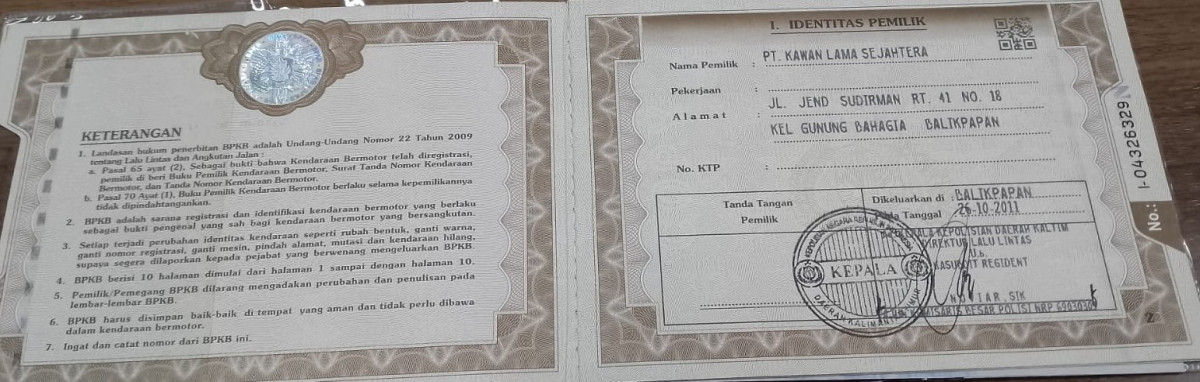 KETERANGAN
1. Landasan hukum penerbitan BPKB adalah Undang-Undang Nomor 22 Tahun 2009
tentang Lalu Lintas dan Angkutan Jalan :
a. Pasal 65 ayat (2), Sebagai bukti bahwa Kendaraan Bermotor telah diregistrasi,
pemilik di beri Buku Pemilik Kendaraan Bermotor, Surat Tanda Nomor Kendaraan
Bermotor, dan Tanda Nomor Kendaraan Bermotor.
b. Pasal 70 Ayat (1), Buku Pemilik Kendaraan Bermotor berlaku selama kepemilikannya
tidak dipindahtangankan.
2. BPKB adalah sarana registrasi dan identifikasi kendaraan bermotor yang berlaku
sebagai bukti pengenal yang sah bagi kendaraan bermotor yang bersangkutan.
3. Setiap terjadi perubahan identitas kendaraan seperti rubah bentuk, ganti warna,
ganti nomor registrasi, ganti mesin, pindah alamat, mutasi dan kendaraan hilang,
supaya segera dilaporkan kepada pejabat yang berwenang mengeluarkan BPKB.
4. BPKB berisi 10 halaman dimulai dari halaman 1 sampai dengan halaman 10.
5. Pemilik/Pemegang BPKB dilarang mengadakan perubahan dan penulisan pada
lembar-lembar BPKB.
6. BPKB harus disimpan baik-baik di tempat yang aman dan tidak perlu dibawa
dalam kendaraan bermotor.
7. Ingat dan catat nomor dari BPKB ini.
I. IDENTITAS PEMILIK
Nama Pemilik : PT. KAWAN LAMA SEJAHTERA
Pekerjaan :
Alamat : JL. JEND SUDIRMAN RT. 41 NO. 18
KEL GUNUNG BAHAGIA BALIKPAPAN
No. KTP :
Tanda Tangan
Pemilik
Dikeluarkan di : BALIKPAPAN
Pada Tanggal : 26-10-2011
KEPOLISIAN DAERAH KALTIM
DIREKTUR LALU LINTAS
U.b.
KASUBDIT REGIDENT
KEPALA
SIK
BESAR POLISI NRP
2
No.: I-04326329